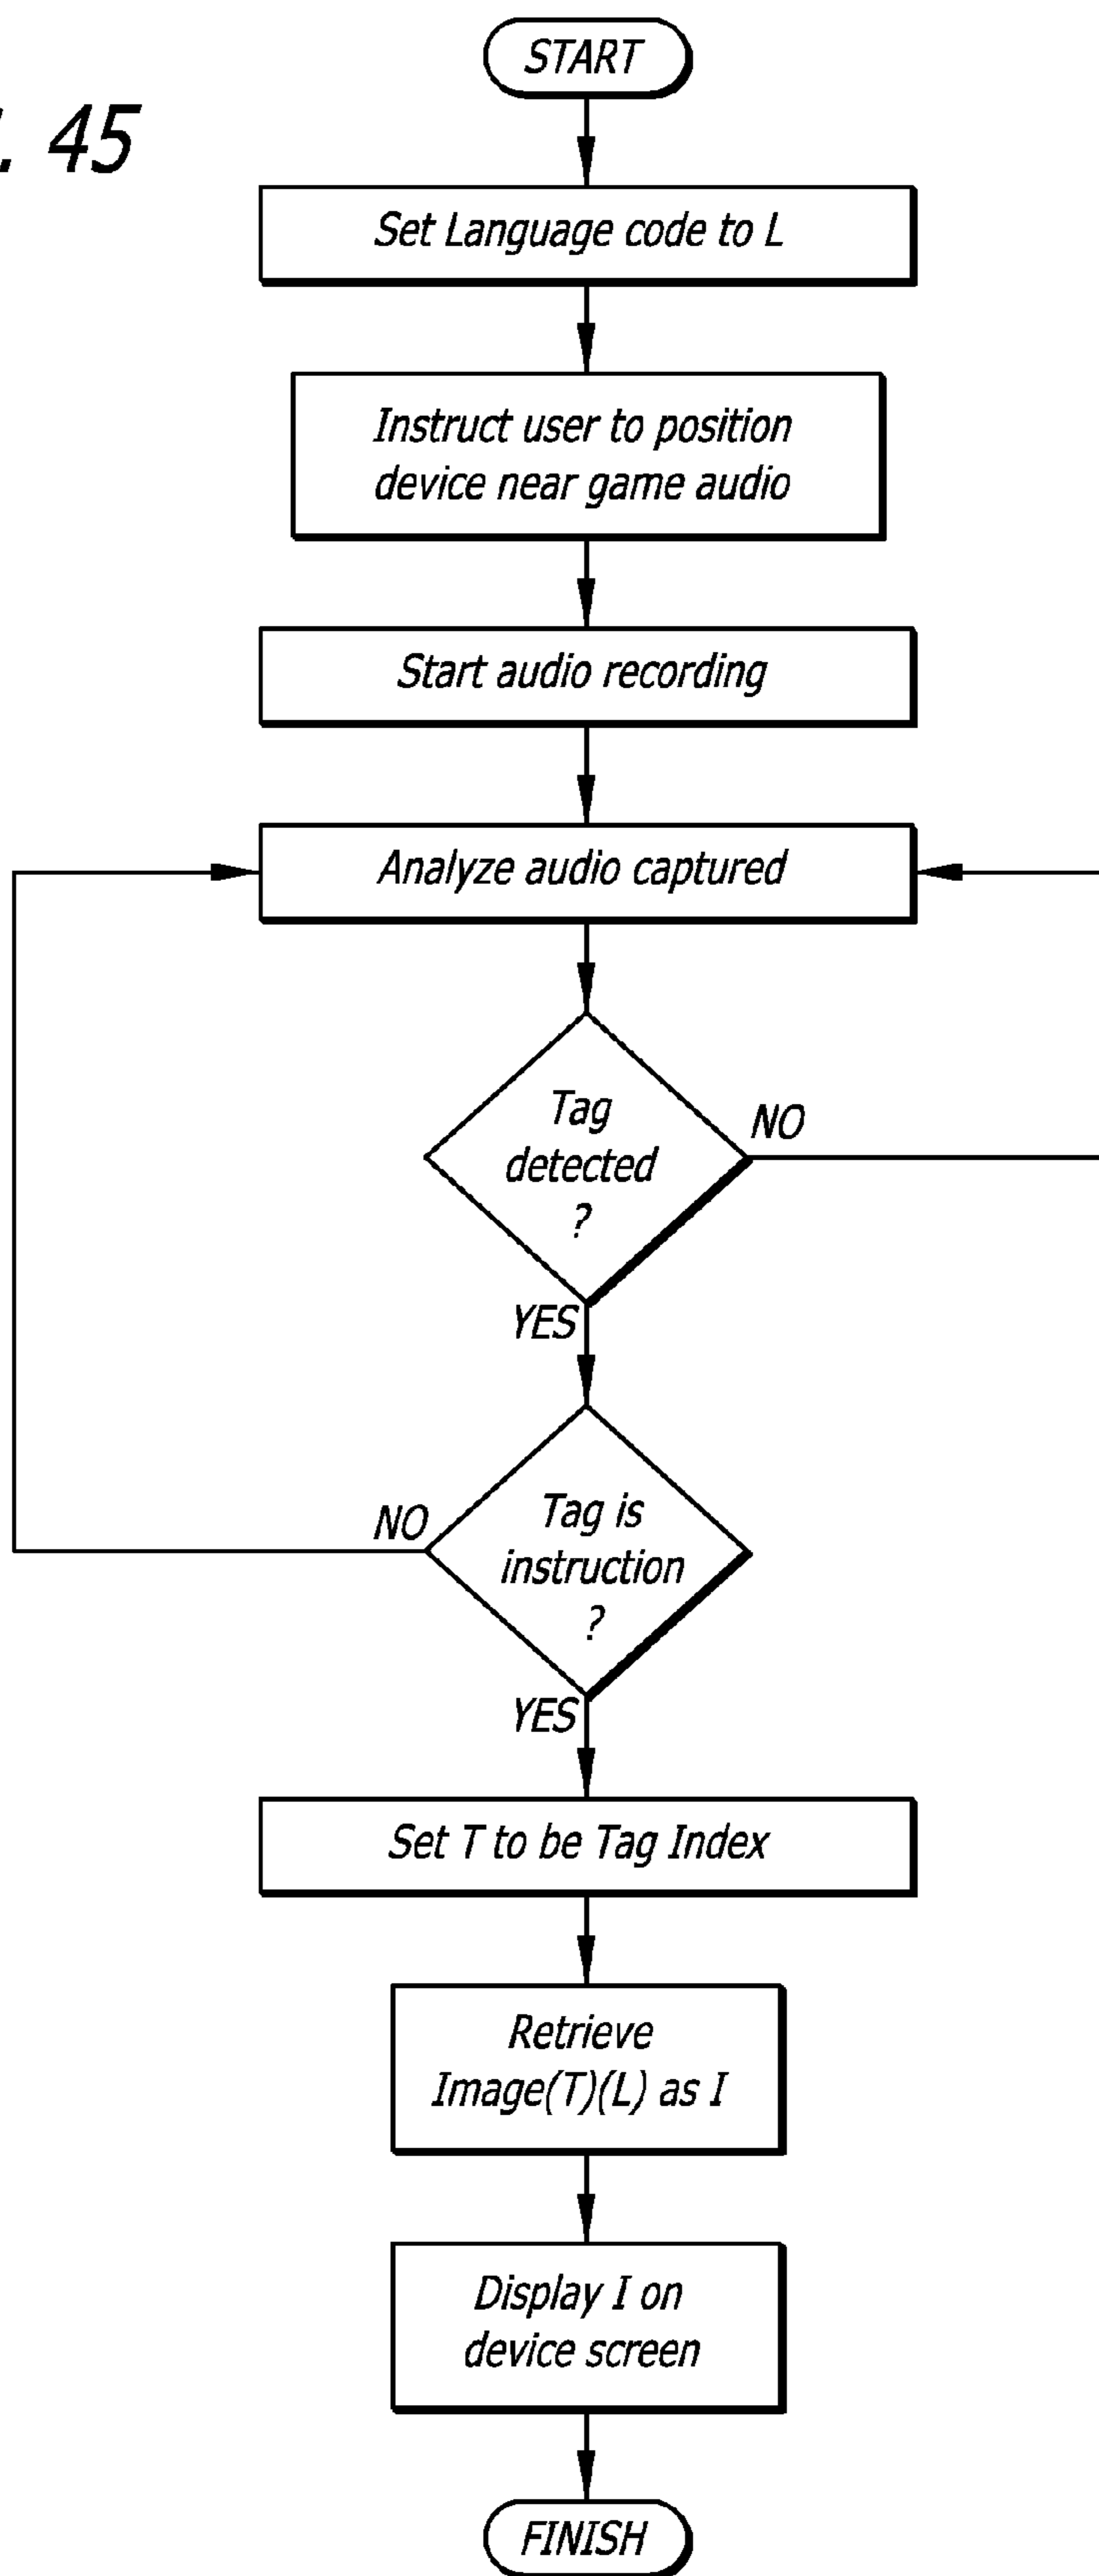 START
. 45
Set Language code to L
Instruct user to position
device near game audio
Start audio recording
Analyze audio captured
Tag
detected
?
NO
YES
Tag is
instruction
?
NO
YES
Set T to be Tag Index
Retrieve
Image(T)(L) as I
Display I on
device screen
FINISH